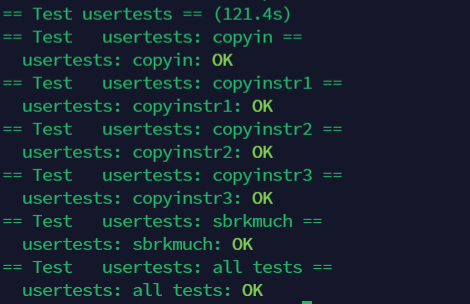 == Test usertests == (121.4s)
== Test   usertests: copyin ==
  usertests: copyin: OK
== Test   usertests: copyinstr1 ==
  usertests: copyinstr1: OK
== Test   usertests: copyinstr2 ==
  usertests: copyinstr2: OK
== Test   usertests: copyinstr3 ==
  usertests: copyinstr3: OK
== Test   usertests: sbrkmuch ==
  usertests: sbrkmuch: OK
== Test   usertests: all tests ==
  usertests: all tests: OK